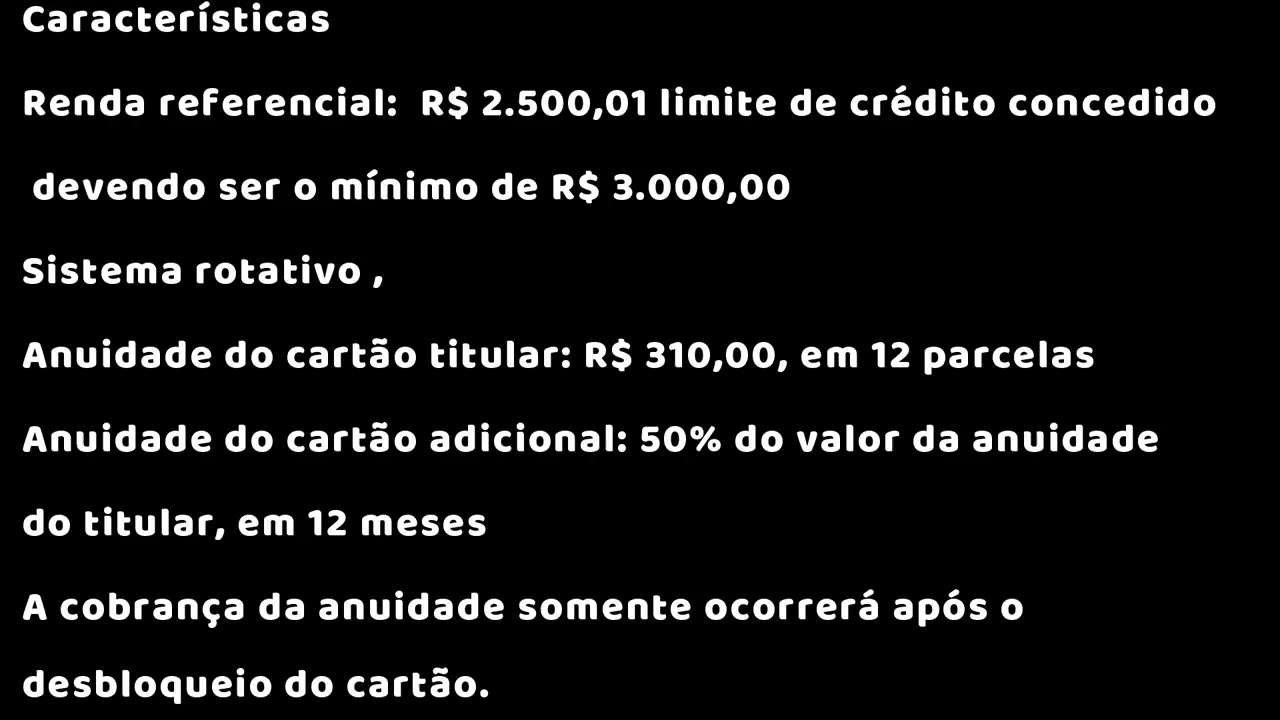 Características
Renda referencial:  R$ 2.500,01 limite de crédito concedido
devendo ser o mínimo de R$ 3.000,00
Sistema rotativo ,
Anuidade do cartão titular: R$ 310,00, em 12 parcelas
Anuidade do cartão adicional: 50% do valor da anuidade
do titular, em 12 meses
A cobrança da anuidade somente ocorrerá após o
desbloqueio do cartão.